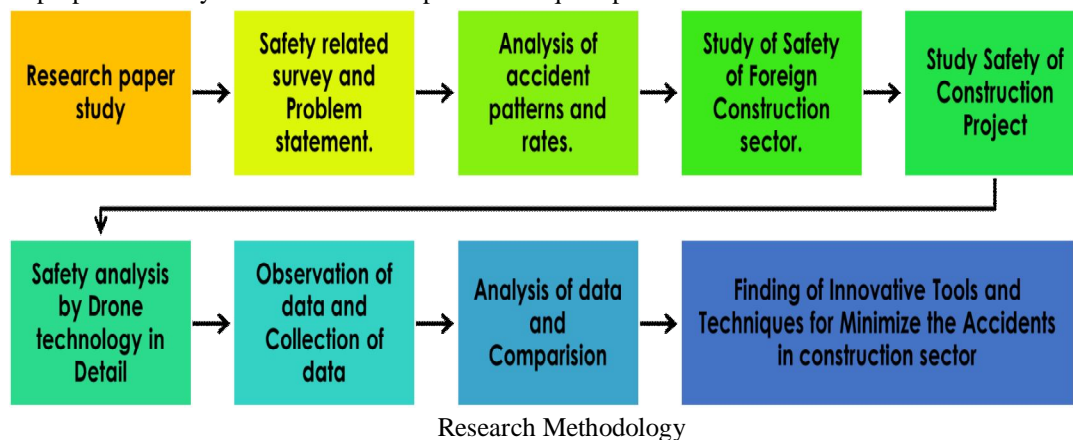 Research paper
study
Safety related
survey and
Problem
statement.
Analysis of
accident
patterns and
rates.
Study of Safety
of Foreign
Construction
sector.
Study Safety of
Construction
Project
Safety analysis
by Drone
technology in
Detail
Observation of
data and
Collection of
data
Analysis of data
and
Comparision
Finding of Innovative Tools and
Techniques for Minimize the Accidents
in construction sector
Research Methodology